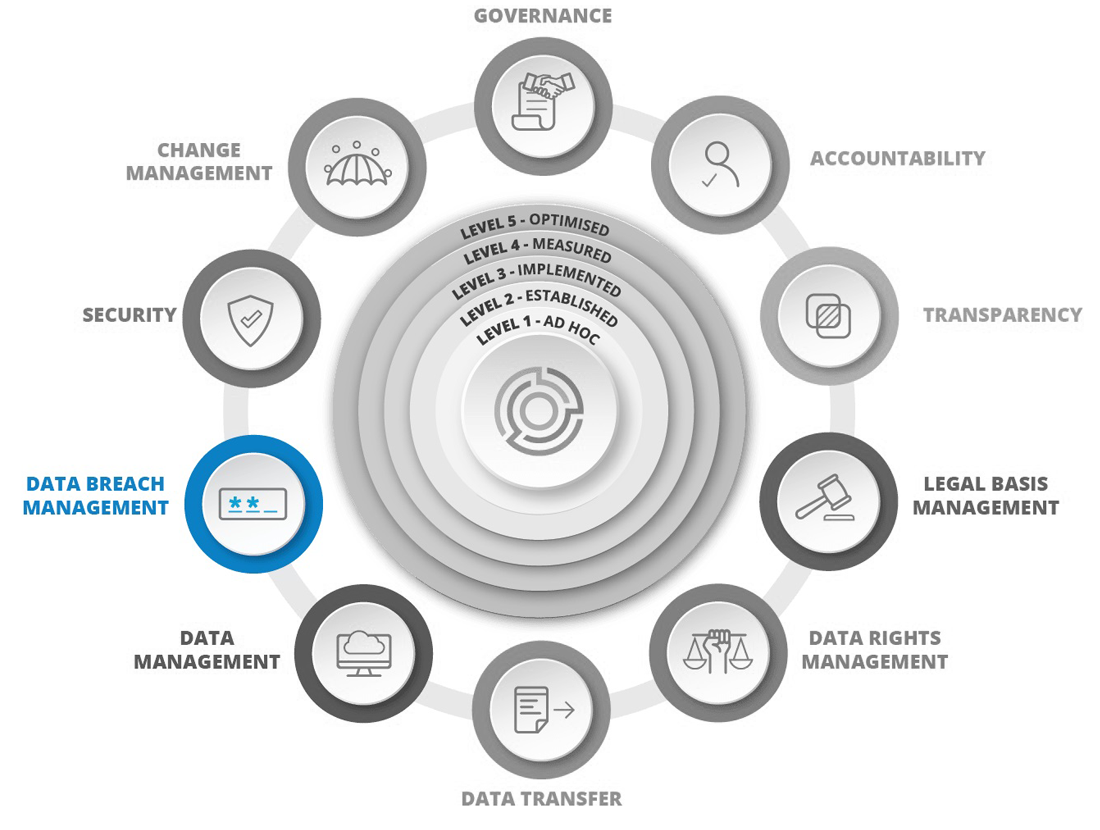 GOVERNANCE
CHANGE
MANAGEMENT
ACCOUNTABILITY
LEVEL 5 - OPTIMISED
LEVEL 4 - MEASURED
LEVEL 3 - IMPLEMENTED
LEVEL 2 - ESTABLISHED
LEVEL 1 - AD HOC
SECURITY
TRANSPARENCY
DATA BREACH
MANAGEMENT
**_
LEGAL BASIS
MANAGEMENT
DATA
MANAGEMENT
DATA RIGHTS
MANAGEMENT
DATA TRANSFER